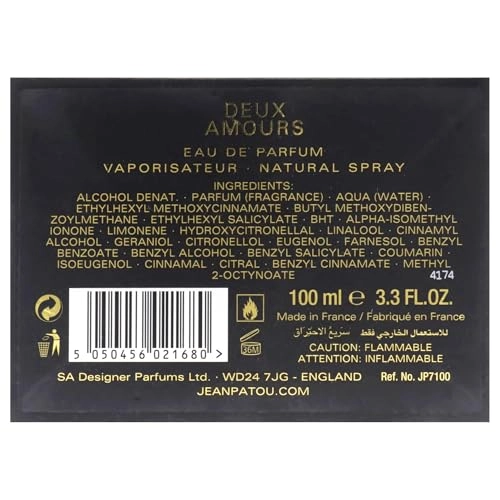 DEUX
AMOURS
EAU DE PARFUM
VAPORISATEUR • NATURAL SPRAY
INGREDIENTS:
ALCOHOL DENAT. • PARFUM (FRAGRANCE) • AQUA (WATER) •
ETHYLHEXYL METHOXYCINNAMATE • BUTYL METHOXYDIBEN-
ZOYLMETHANE • ETHYLHEXYL SALICYLATE • BHT • ALPHA-ISOMETHYL
IONONE • LIMONENE • HYDROXYCITRONELLAL • LINALOOL • CINNAMYL
ALCOHOL • GERANIOL • CITRONELLOL • EUGENOL • FARNESOL • BENZYL
BENZOATE • BENZYL ALCOHOL • BENZYL SALICYLATE • COUMARIN •
ISOEUGENOL • CINNAMAL • CITRAL • BENZYL CINNAMATE • METHYL
2-OCTYNOATE
4174
100 ml ℮ 3.3 FL.OZ.
Made in France / Fabriqué en France
للاستعمال الخارجي فقط سريع الاحتراق
36M
CAUTION: FLAMMABLE
ATTENTION: INFLAMMABLE
5 050456 021680 >
SA Designer Parfums Ltd. • WD24 7JG - ENGLAND Ref. No. JP7100
JEANPATOU.COM